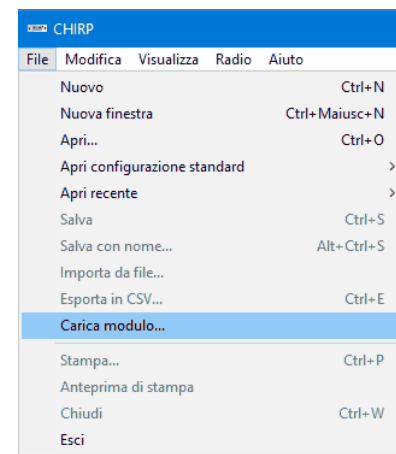 CHIRP
File Modifica Visualizza Radio Aiuto
Nuovo Ctrl+N
Nuova finestra Ctrl+Maiusc+N
Apri... Ctrl+O
Apri configurazione standard
Apri recente
Salva Ctrl+S
Salva con nome... Alt+Ctrl+S
Importa da file...
Esporta in CSV... Ctrl+E
Carica modulo...
Stampa... Ctrl+P
Anteprima di stampa
Chiudi Ctrl+W
Esci